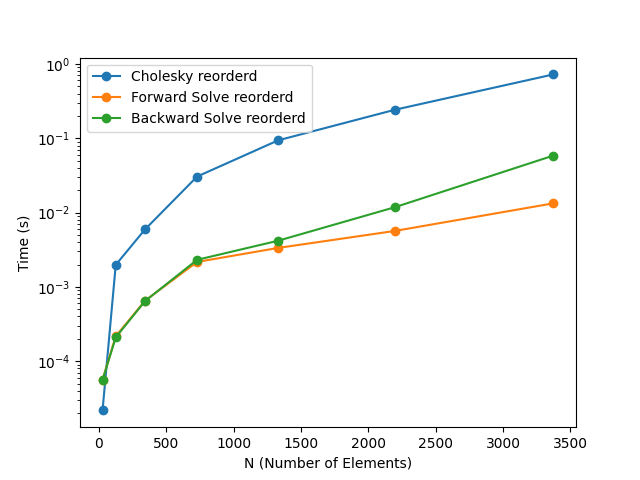 Cholesky reorderd
Forward Solve reorderd
Backward Solve reorderd
10⁰
10⁻¹
10⁻²
10⁻³
10⁻⁴
Time (s)
0 500 1000 1500 2000 2500 3000 3500
N (Number of Elements)